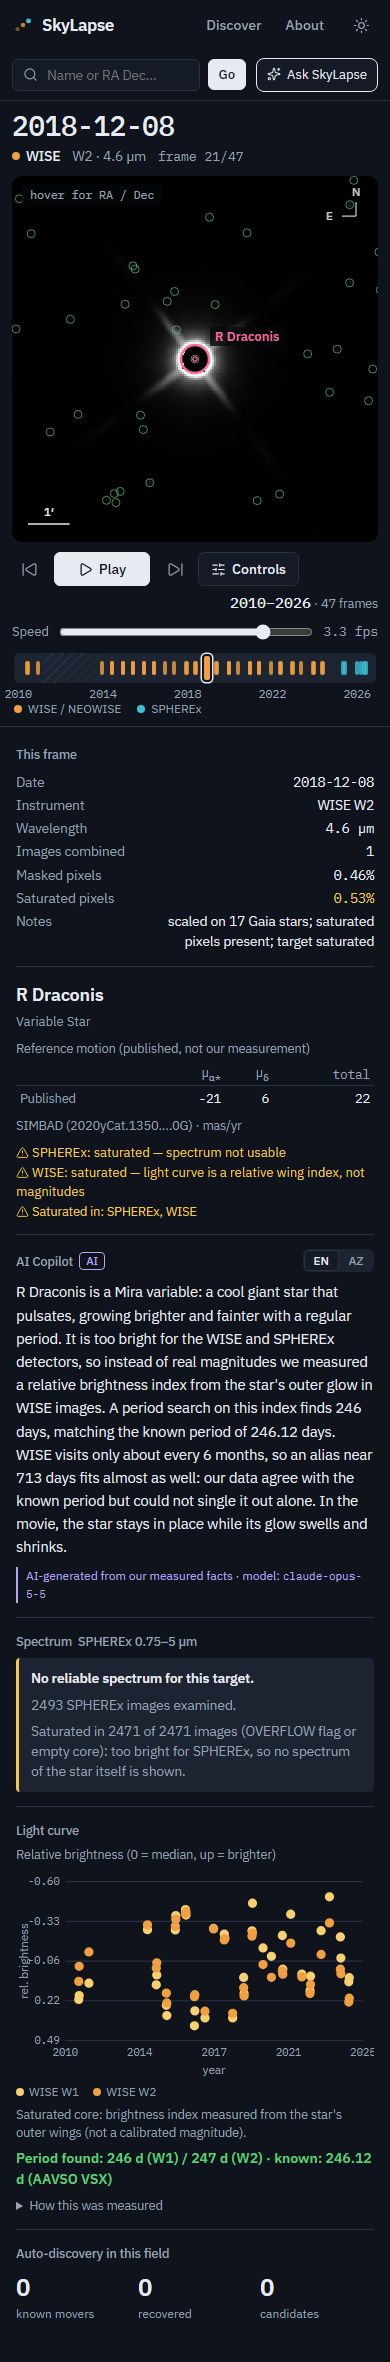 SkyLapse
Discover
About
Name or RA Dec...
Go
Ask SkyLapse
2018-12-08
WISE W2 · 4.6 µm frame 21/47
hover for RA / Dec
N
E
R Draconis
1′
Play
Controls
2010–2026 · 47 frames
Speed
3.3 fps
2010 2014 2018 2022 2026
WISE / NEOWISE SPHEREx
This frame
Date 2018-12-08
Instrument WISE W2
Wavelength 4.6 µm
Images combined 1
Masked pixels 0.46%
Saturated pixels 0.53%
Notes scaled on 17 Gaia stars; saturated
pixels present; target saturated
R Draconis
Variable Star
Reference motion (published, not our measurement)
μα* μδ total
Published -21 6 22
SIMBAD (2020yCat.1350....0G) · mas/yr
⚠ SPHEREx: saturated — spectrum not usable
⚠ WISE: saturated — light curve is a relative wing index, not
magnitudes
⚠ Saturated in: SPHEREx, WISE
AI Copilot AI
EN AZ
R Draconis is a Mira variable: a cool giant star that
pulsates, growing brighter and fainter with a regular
period. It is too bright for the WISE and SPHEREx
detectors, so instead of real magnitudes we measured
a relative brightness index from the star's outer glow in
WISE images. A period search on this index finds 246
days, matching the known period of 246.12 days.
WISE visits only about every 6 months, so an alias near
713 days fits almost as well: our data agree with the
known period but could not single it out alone. In the
movie, the star stays in place while its glow swells and
shrinks.
AI-generated from our measured facts · model: claude-opus-
5-5
Spectrum SPHEREx 0.75–5 µm
No reliable spectrum for this target.
2493 SPHEREx images examined.
Saturated in 2471 of 2471 images (OVERFLOW flag or
empty core): too bright for SPHEREx, so no spectrum
of the star itself is shown.
Light curve
Relative brightness (0 = median, up = brighter)
rel. brightness
-0.60
-0.33
-0.06
0.22
0.49
2010 2014 2017 2021 2025
year
WISE W1 WISE W2
Saturated core: brightness index measured from the star's
outer wings (not a calibrated magnitude).
Period found: 246 d (W1) / 247 d (W2) · known: 246.12
d (AAVSO VSX)
▶ How this was measured
Auto-discovery in this field
0 0 0
known movers recovered candidates